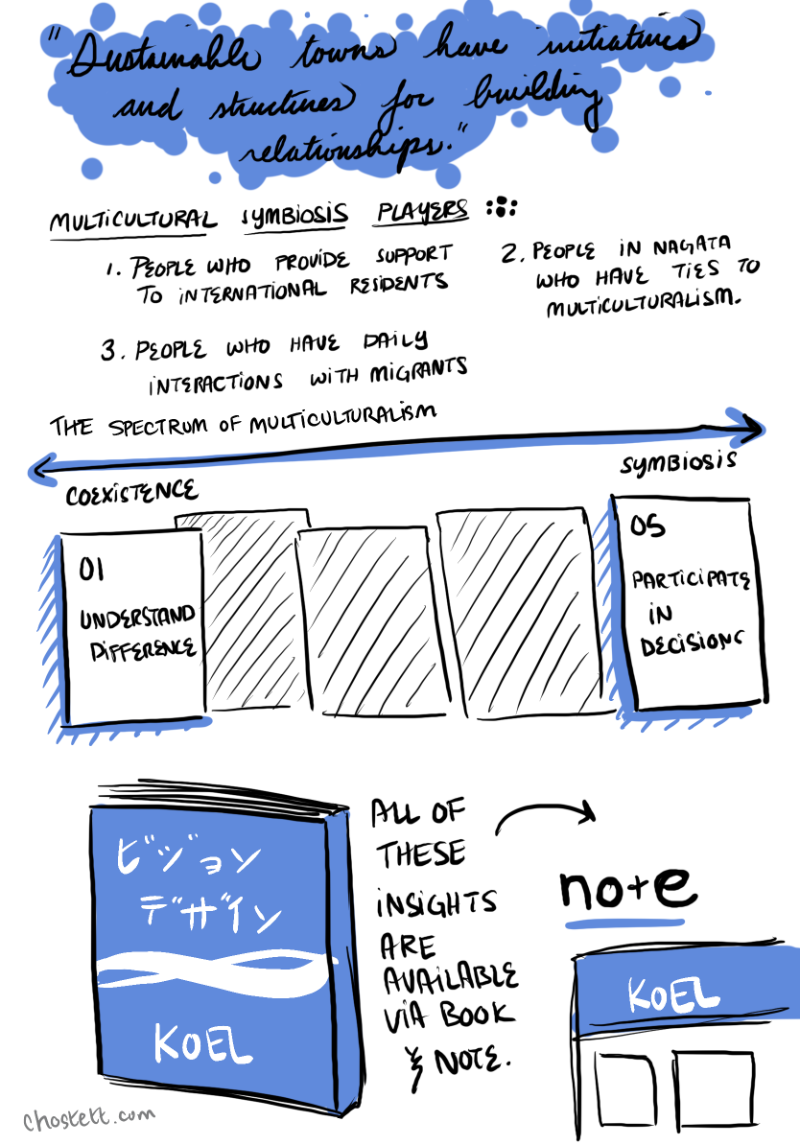 "Sustainable towns have initiatives
and structures for building
relationships."
MULTICULTURAL SYMBIOSIS PLAYERS
1. PEOPLE WHO PROVIDE SUPPORT
TO INTERNATIONAL RESIDENTS
2. PEOPLE IN NAGATA
WHO HAVE TIES TO
MULTICULTURALISM.
3. PEOPLE WHO HAVE DAILY
INTERACTIONS WITH MIGRANTS
THE SPECTRUM OF MULTICULTURALISM
COEXISTENCE
SYMBIOSIS
01
UNDERSTAND
DIFFERENCE
05
PARTICIPATE
IN
DECISIONS
ビジョン
デザイン
KOEL
ALL OF
THESE
INSIGHTS
ARE
AVAILABLE
VIA BOOK
& NOTE.
note
KOEL
choskett.com